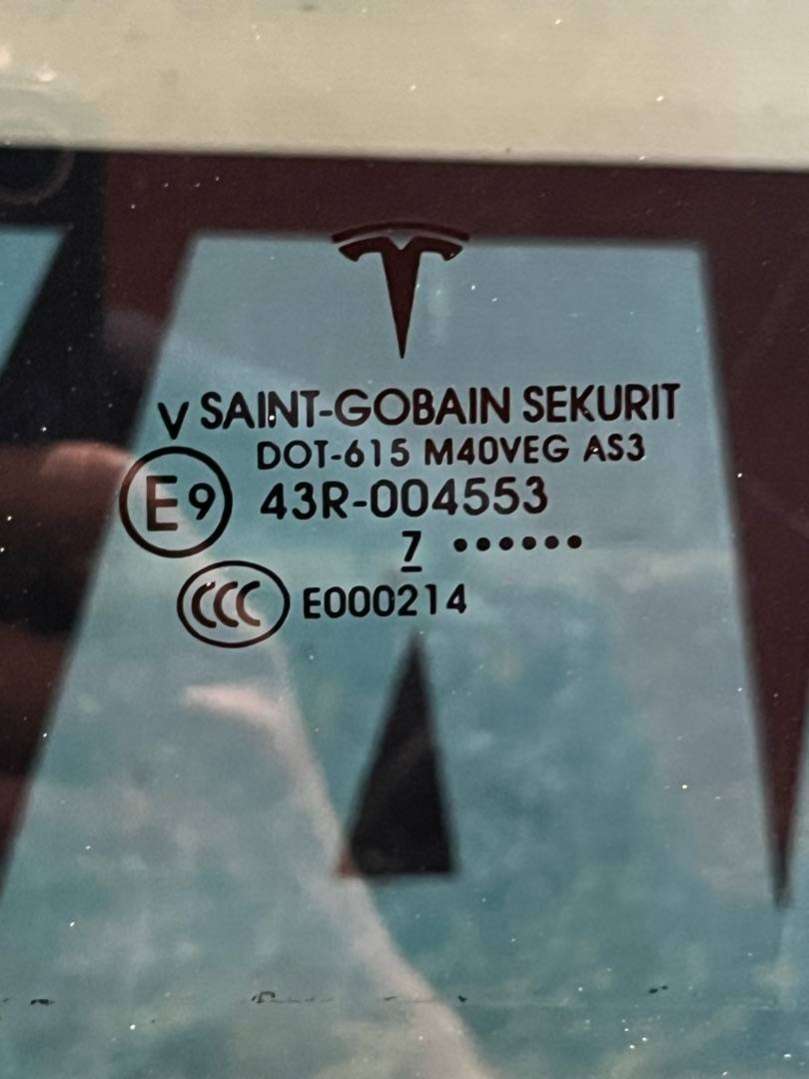 V SAINT-GOBAIN SEKURIT
DOT-615 M40VEG AS3
E9 43R-004553
7 ••••••
CCC E000214